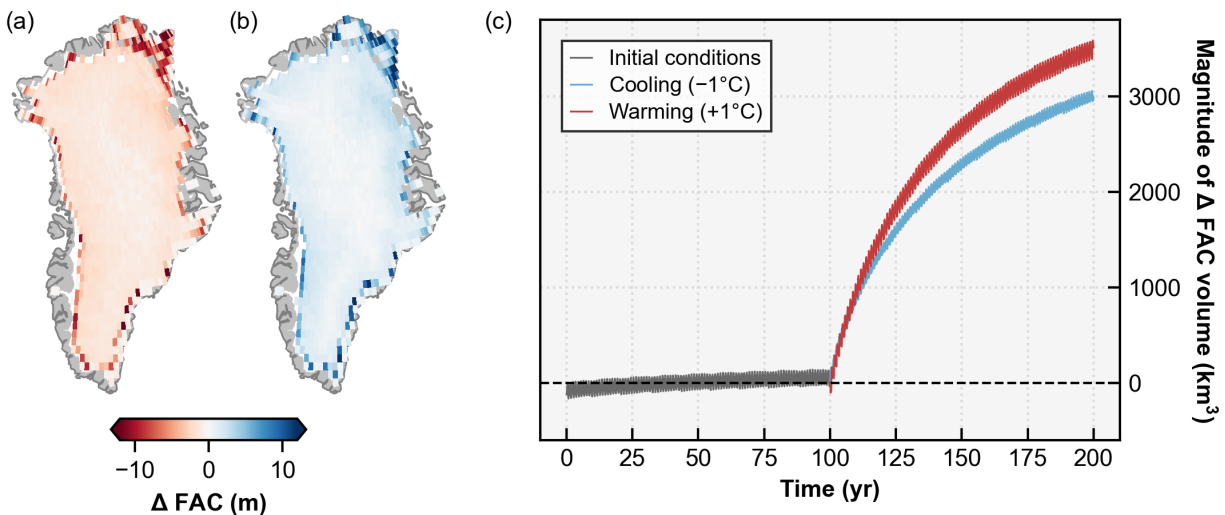 (a)
(b)
−10
0
10
Δ FAC (m)
(c)
Initial conditions
Cooling (−1°C)
Warming (+1°C)
3000
2000
1000
0
Magnitude of Δ FAC volume (km³)
0
25
50
75
100
125
150
175
200
Time (yr)